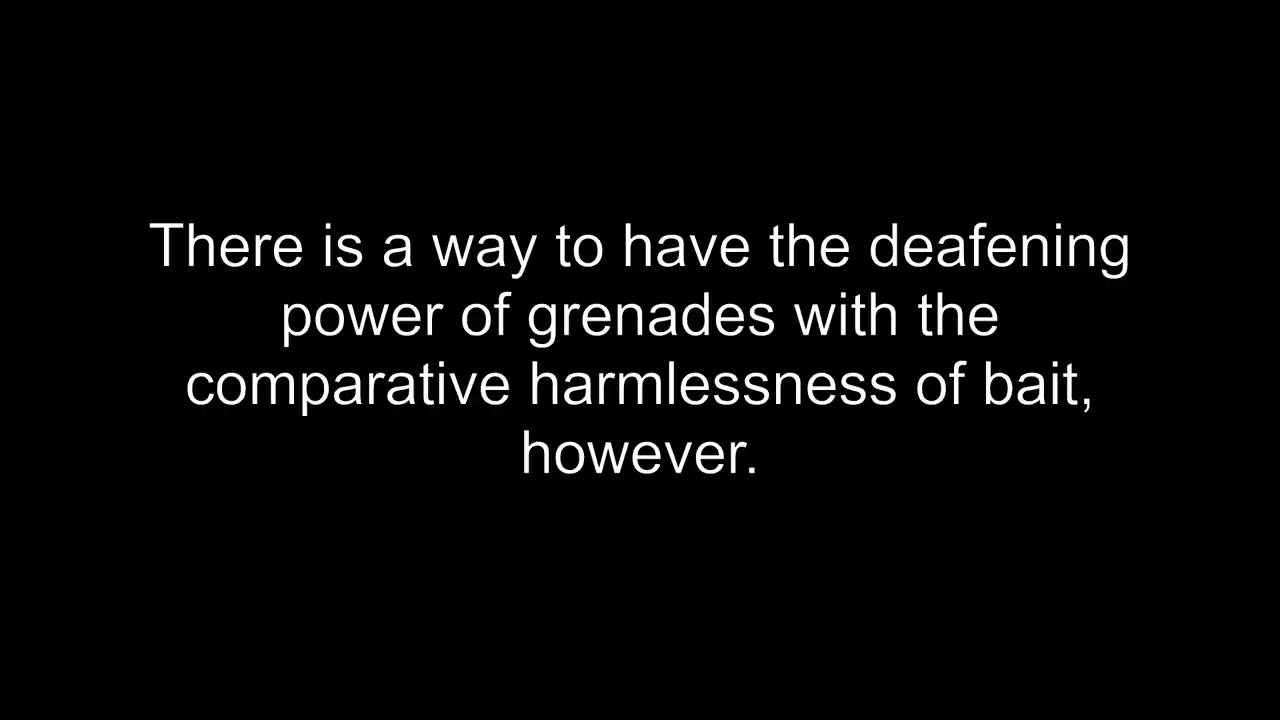 There is a way to have the deafening
power of grenades with the
comparative harmlessness of bait,
however.